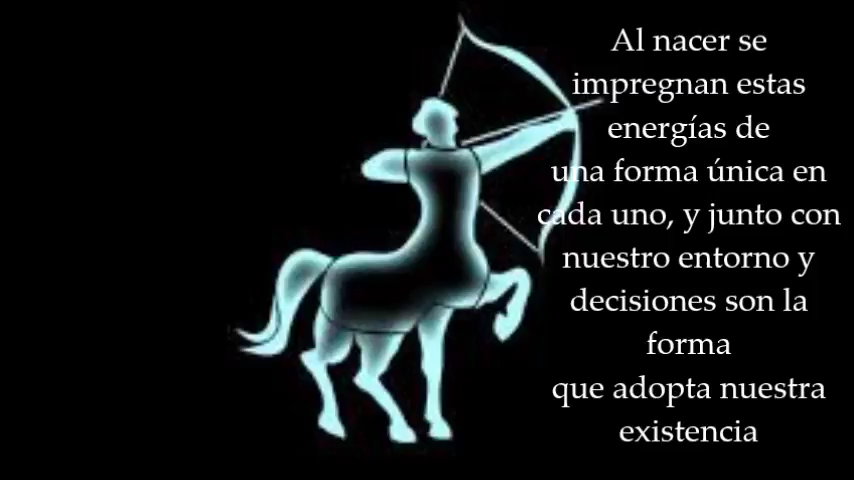 Al nacer se
impregnan estas
energías de
una forma única en
cada uno, y junto con
nuestro entorno y
decisiones son la
forma
que adopta nuestra
existencia